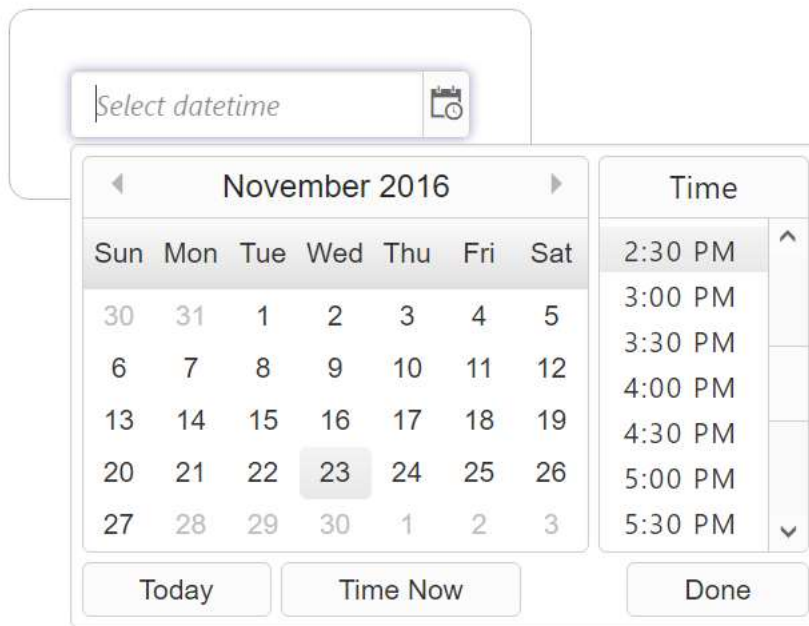 Select datetime
November 2016
Sun Mon Tue Wed Thu Fri Sat
30 31 1 2 3 4 5
6 7 8 9 10 11 12
13 14 15 16 17 18 19
20 21 22 23 24 25 26
27 28 29 30 1 2 3
Time
2:30 PM
3:00 PM
3:30 PM
4:00 PM
4:30 PM
5:00 PM
5:30 PM
Today Time Now Done